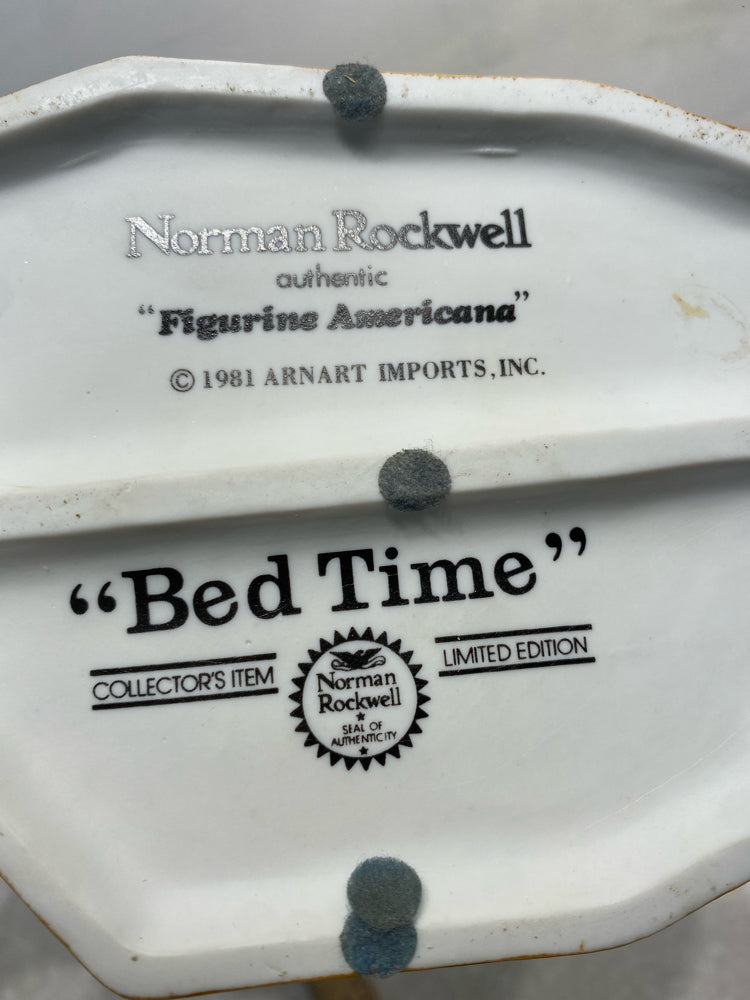 Norman Rockwell
authentic
“Figurine Americana”
© 1981 ARNART IMPORTS, INC.
“Bed Time”
COLLECTOR'S ITEM
LIMITED EDITION
Norman
Rockwell
SEAL OF
AUTHENTICITY